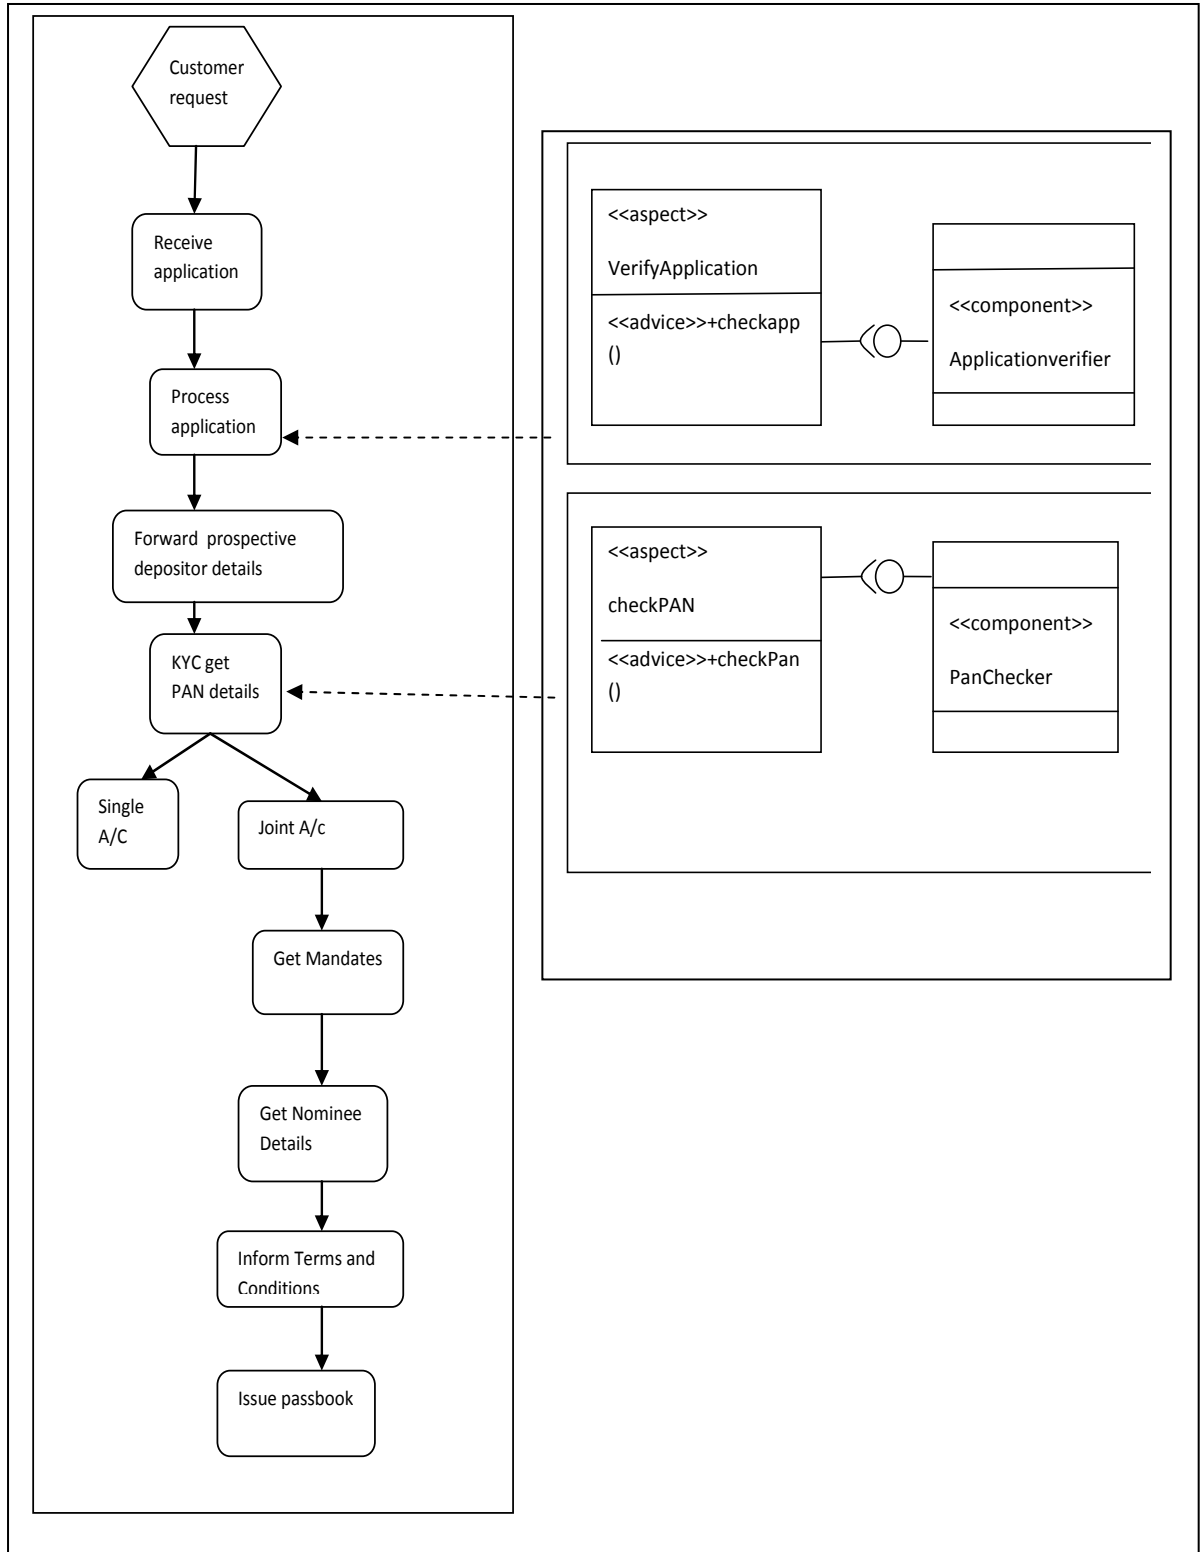 Customer
request
Receive
application
Process
application
Forward  prospective
depositor details
KYC get
PAN details
Single
A/C
Joint A/c
Get Mandates
Get Nominee
Details
Inform Terms and
Conditions
Issue passbook
<<aspect>>
VerifyApplication
<<advice>>+checkapp
()
<<component>>
Applicationverifier
<<aspect>>
checkPAN
<<advice>>+checkPan
()
<<component>>
PanChecker